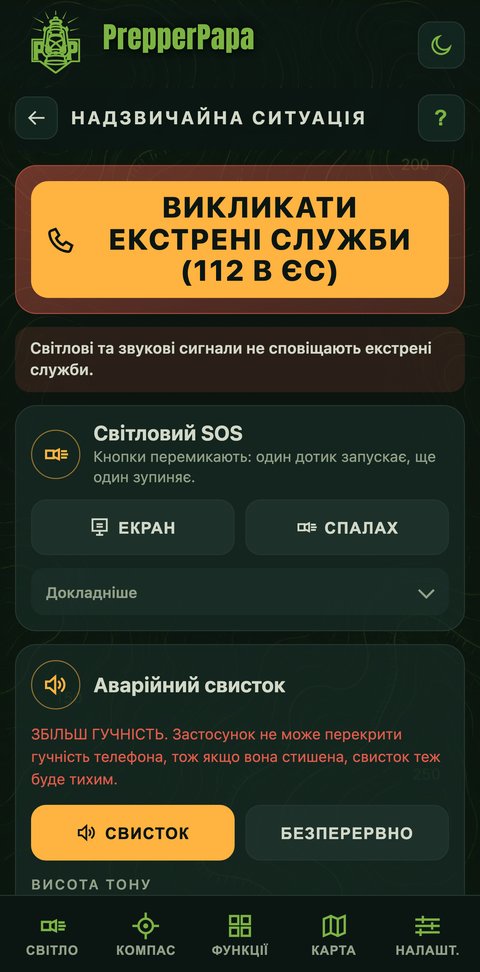 PrepperPapa
НАДЗВИЧАЙНА СИТУАЦІЯ
?
200
ВИКЛИКАТИ
ЕКСТРЕНІ СЛУЖБИ
(112 В ЄС)
Світлові та звукові сигнали не сповіщають екстрені
служби.
Світловий SOS
Кнопки перемикають: один дотик запускає, ще
один зупиняє.
ЕКРАН
СПАЛАХ
Докладніше
Аварійний свисток
ЗБІЛЬШ ГУЧНІСТЬ. Застосунок не може перекрити
гучність телефона, тож якщо вона стишена, свисток теж
буде тихим.
250
СВИСТОК
БЕЗПЕРЕРВНО
ВИСОТА ТОНУ
СВІТЛО
КОМПАС
ФУНКЦІЇ
КАРТА
НАЛАШТ.